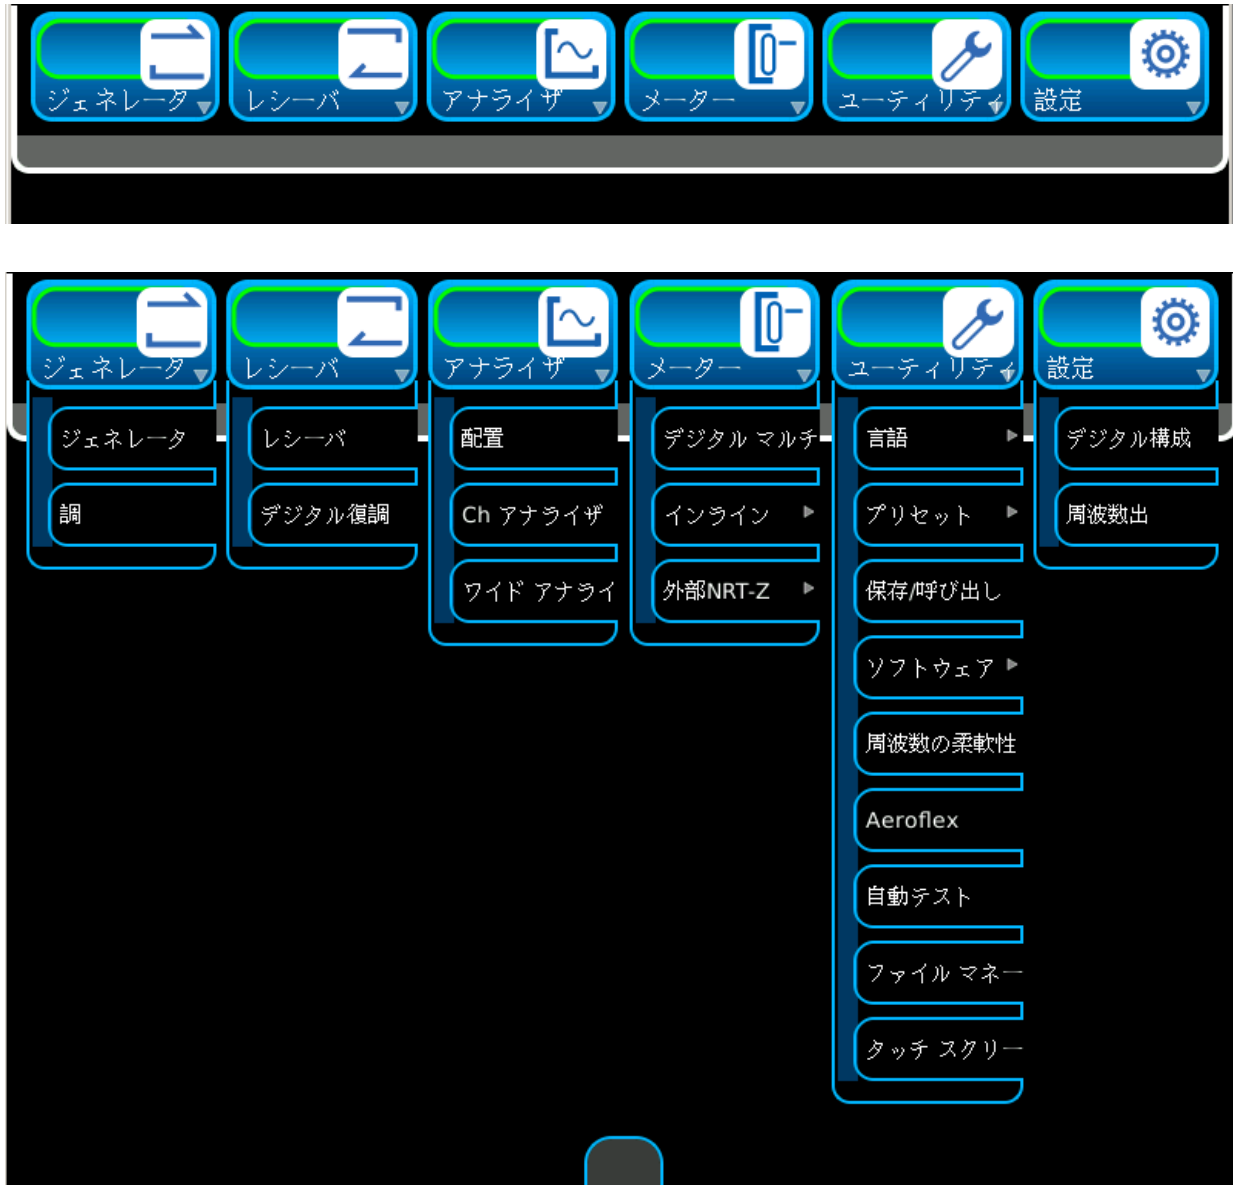 ジェネレータ
レシーバ
アナライザ
メーター
ユーティリティ
設定
ジェネレータ
レシーバ
アナライザ
メーター
ユーティリティ
設定
ジェネレータ
調
レシーバ
デジタル復調
配置
Ch アナライザ
ワイド アナライ
デジタル マルチ
インライン
外部NRT-Z
言語
プリセット
保存/呼び出し
ソフトウェア
周波数の柔軟性
Aeroflex
自動テスト
ファイル マネー
タッチ スクリー
デジタル構成
周波数出